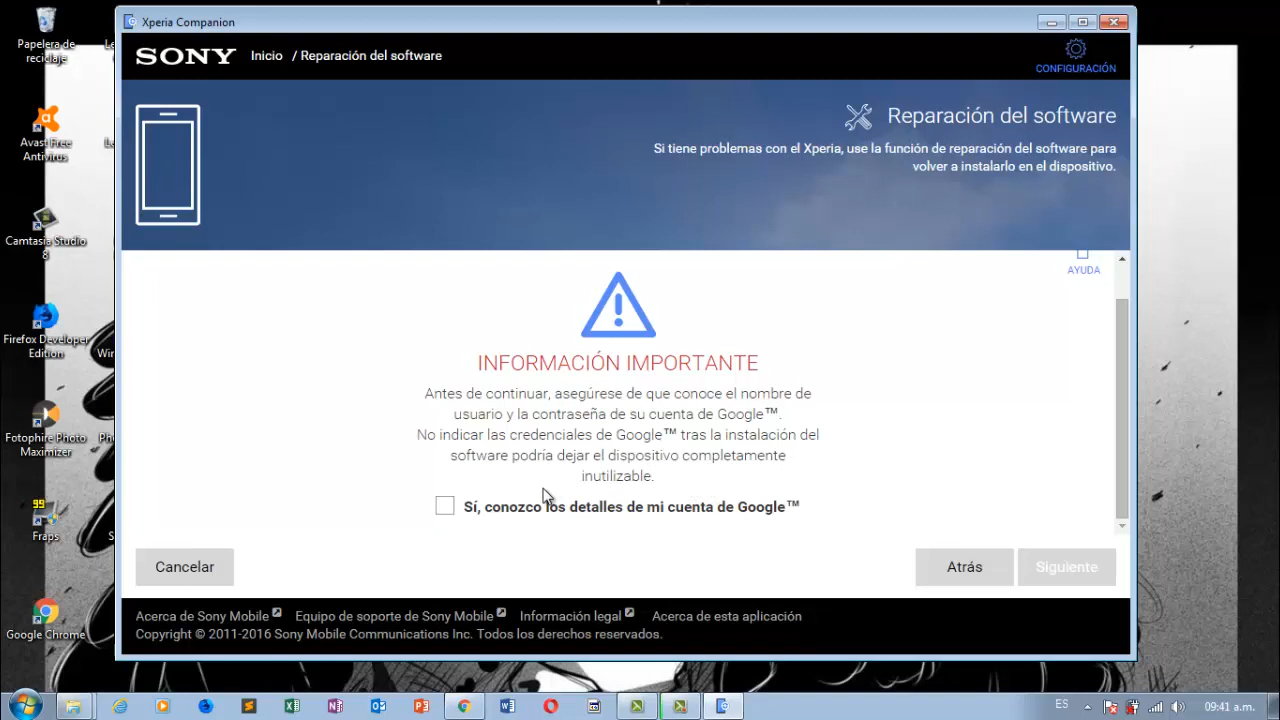 Xperia Companion
SONY
Inicio / Reparación del software
CONFIGURACIÓN
Reparación del software
Si tiene problemas con el Xperia, use la función de reparación del software para
volver a instalarlo en el dispositivo.
AYUDA
INFORMACIÓN IMPORTANTE
Antes de continuar, asegúrese de que conoce el nombre de
usuario y la contraseña de su cuenta de Google™.
No indicar las credenciales de Google™ tras la instalación del
software podría dejar el dispositivo completamente
inutilizable.
Sí, conozco los detalles de mi cuenta de Google™
Cancelar
Atrás
Siguiente
Acerca de Sony Mobile
Equipo de soporte de Sony Mobile
Información legal
Acerca de esta aplicación
Copyright © 2011-2016 Sony Mobile Communications Inc. Todos los derechos reservados.
Papelera de
reciclaje
Avast Free
Antivirus
Camtasia Studio
8
Firefox Developer
Edition
Fotophire Photo
Maximizer
99
Fraps
Google Chrome
ES
09:41 a.m.